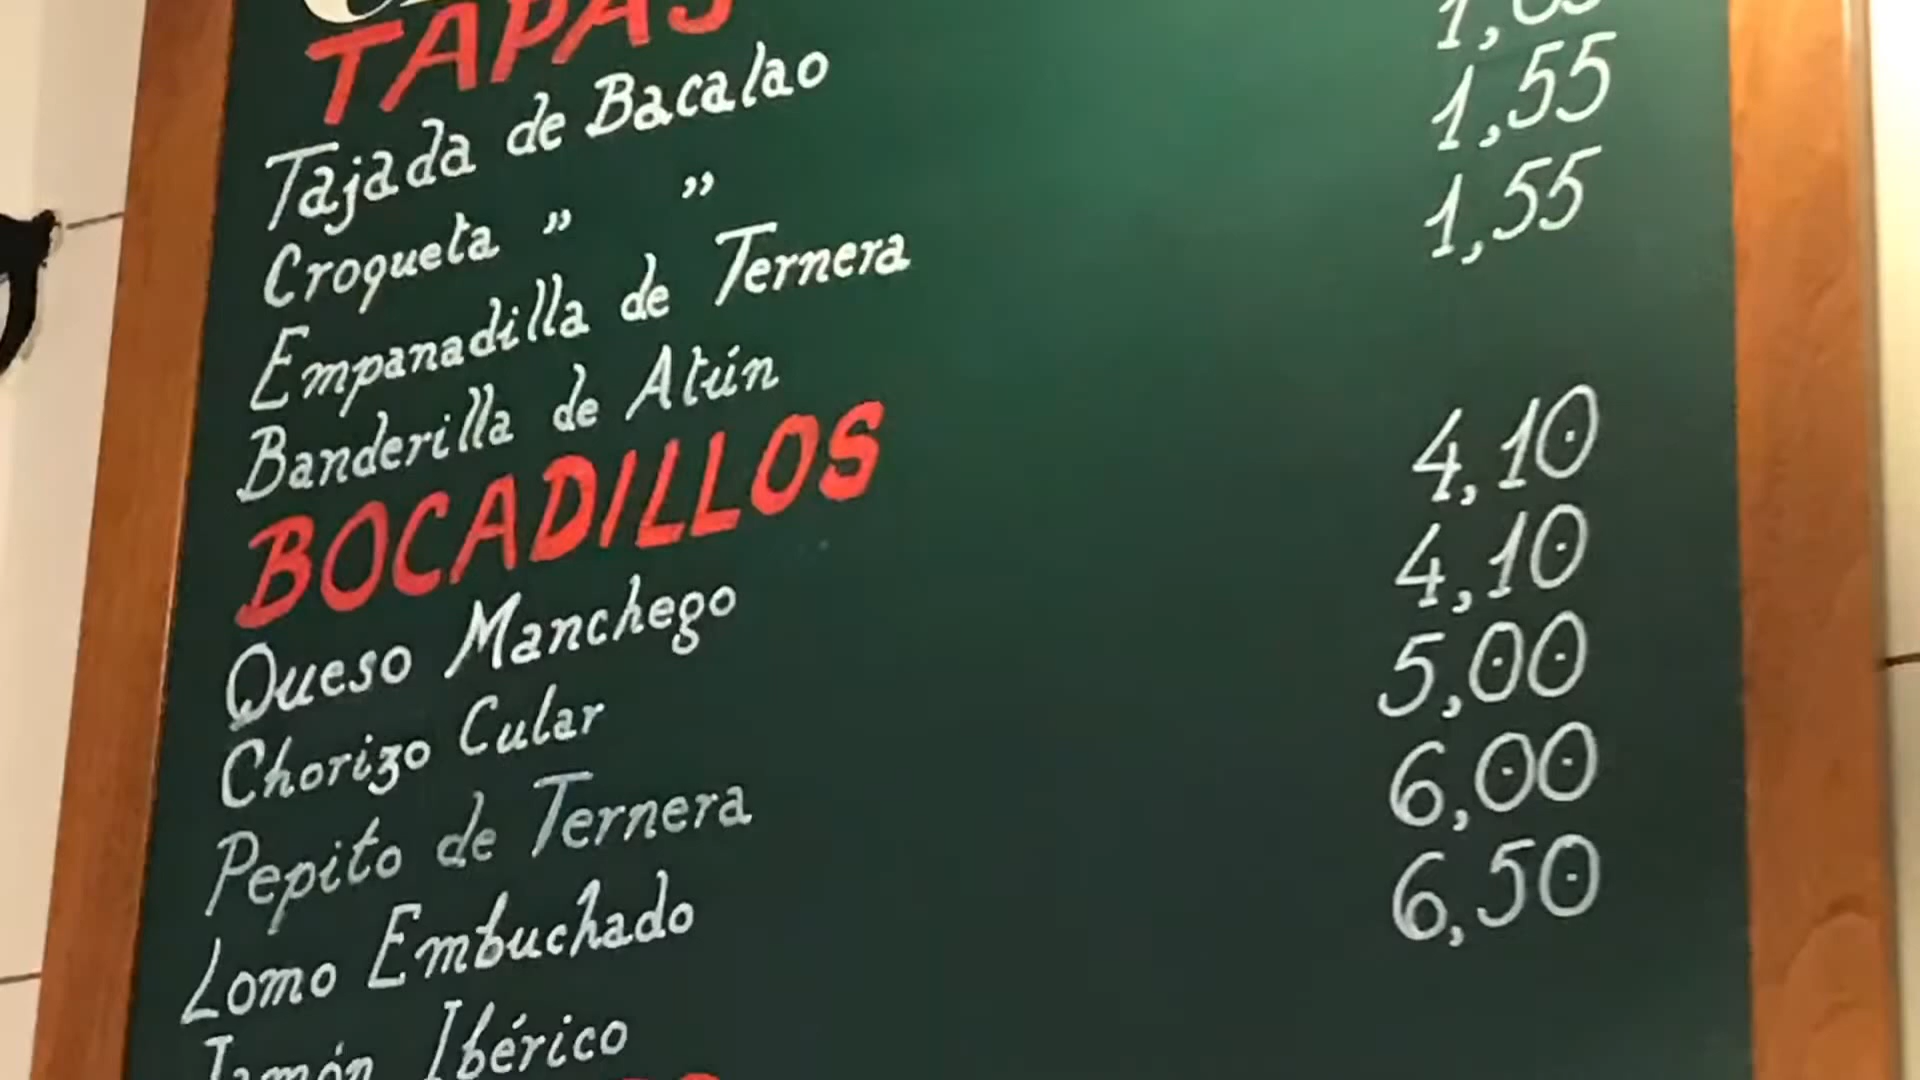 TAPAS
Tajada de Bacalao
Croqueta " "
Empanadilla de Ternera 1,55
Banderilla de Atún 1,55
BOCADILLOS
Queso Manchego 4,10
Chorizo Cular 4,10
Pepito de Ternera 5,00
Lomo Embuchado 6,00
Jamón Ibérico 6,50